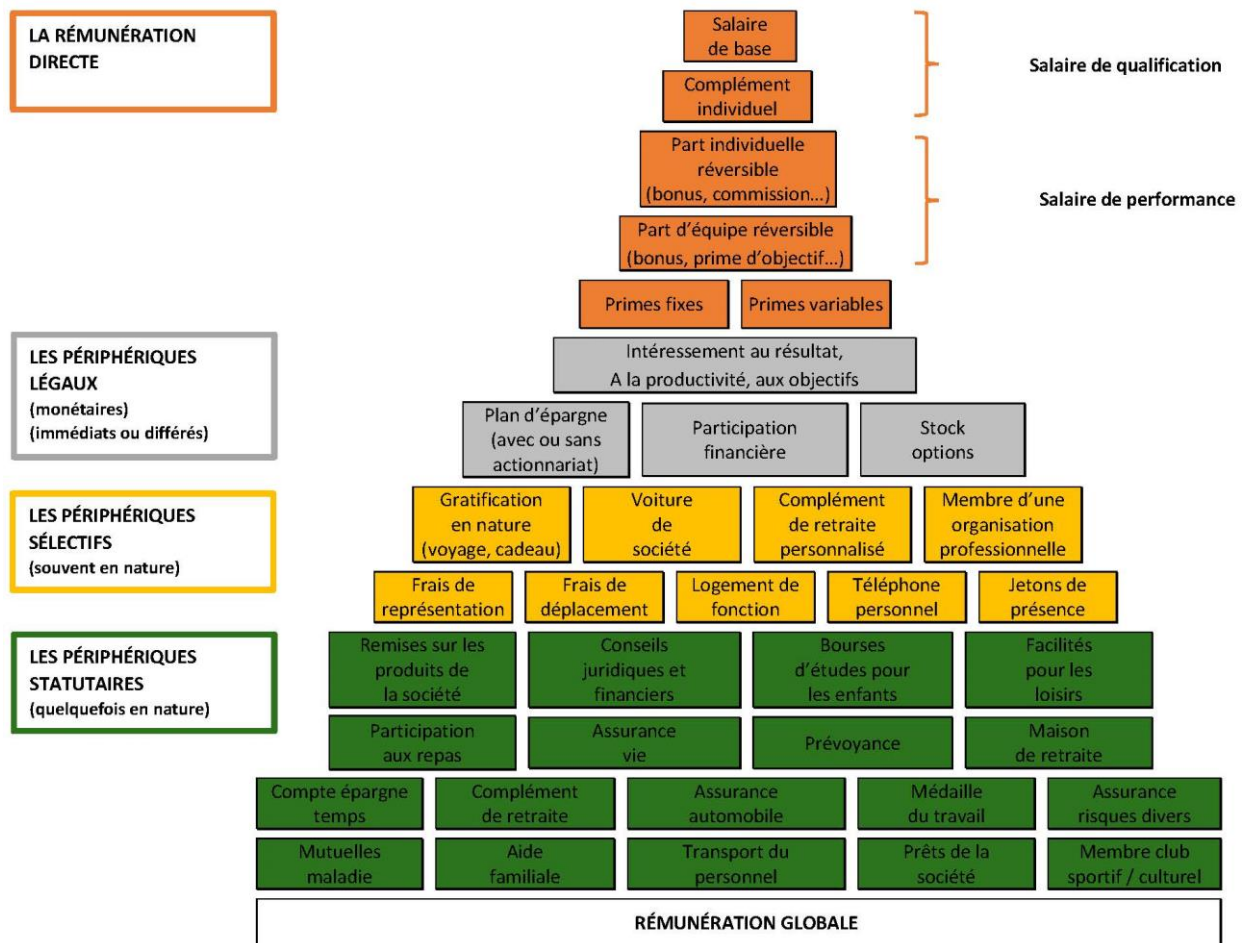 LA RÉMUNÉRATION
DIRECTE
Salaire
de base
Complément
individuel
Salaire de qualification
Part individuelle
réversible
(bonus, commission...)
Part d'équipe réversible
(bonus, prime d'objectif...)
Salaire de performance
Primes fixes
Primes variables
LES PÉRIPHÉRIQUES
LÉGAUX
(monétaires)
(immédiats ou différés)
Intéressement au résultat,
A la productivité, aux objectifs
Plan d'épargne
(avec ou sans
actionnariat)
Participation
financière
Stock
options
LES PÉRIPHÉRIQUES
SÉLECTIFS
(souvent en nature)
Gratification
en nature
(voyage, cadeau)
Voiture
de
société
Complément
de retraite
personnalisé
Membre d'une
organisation
professionnelle
Frais de
représentation
Frais de
déplacement
Logement de
fonction
Téléphone
personnel
Jetons de
présence
LES PÉRIPHÉRIQUES
STATUTAIRES
(quelquefois en nature)
Remises sur les
produits de
la société
Conseils
juridiques et
financiers
Bourses
d'études pour
les enfants
Facilités
pour les
loisirs
Participation
aux repas
Assurance
vie
Prévoyance
Maison
de retraite
Compte épargne
temps
Complément
de retraite
Assurance
automobile
Médaille
du travail
Assurance
risques divers
Mutuelles
maladie
Aide
familiale
Transport du
personnel
Prêts de la
société
Membre club
sportif / culturel
RÉMUNÉRATION GLOBALE